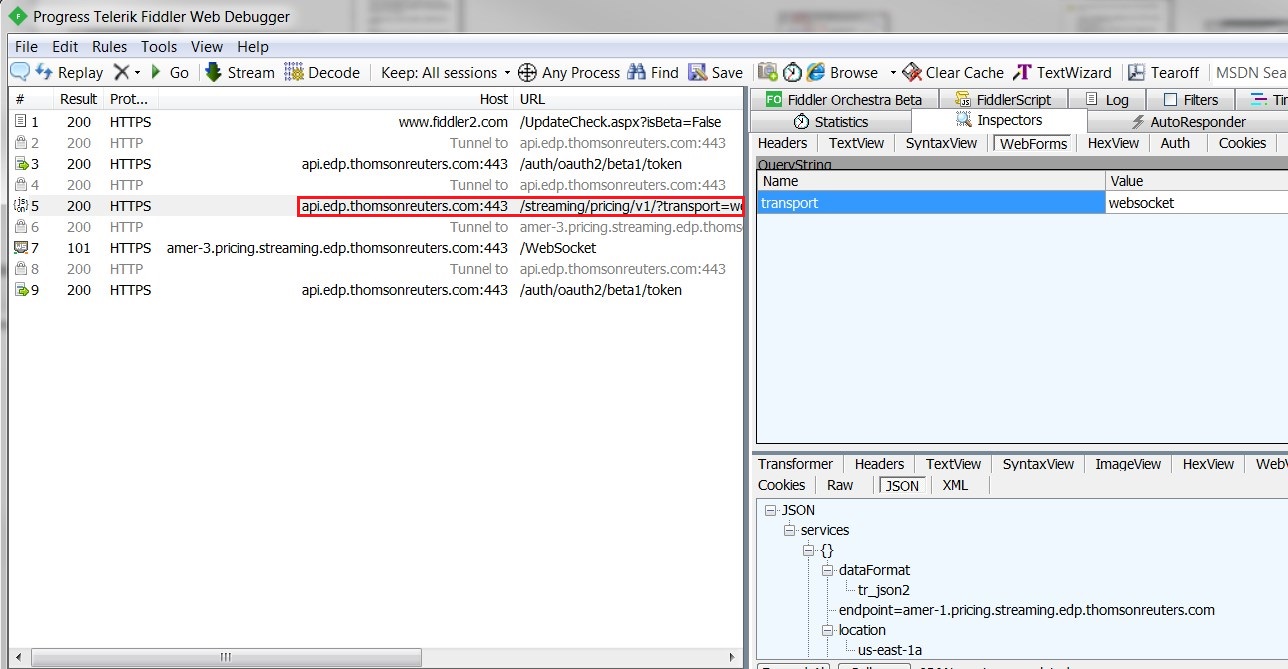 Progress Telerik Fiddler Web Debugger
File Edit Rules Tools View Help
Replay Go Stream Decode Keep: All sessions Any Process Find Save Browse Clear Cache TextWizard Tearoff MSDN Sea
# Result Prot... Host URL
1 200 HTTPS www.fiddler2.com /UpdateCheck.aspx?isBeta=False
2 200 HTTP Tunnel to api.edp.thomsonreuters.com:443
3 200 HTTPS api.edp.thomsonreuters.com:443 /auth/oauth2/beta1/token
4 200 HTTP Tunnel to api.edp.thomsonreuters.com:443
5 200 HTTPS api.edp.thomsonreuters.com:443 /streaming/pricing/v1/?transport=we
6 200 HTTP Tunnel to amer-3.pricing.streaming.edp.thoms
7 101 HTTPS amer-3.pricing.streaming.edp.thomsonreuters.com:443 /WebSocket
8 200 HTTP Tunnel to api.edp.thomsonreuters.com:443
9 200 HTTPS api.edp.thomsonreuters.com:443 /auth/oauth2/beta1/token
FO Fiddler Orchestra Beta FiddlerScript Log Filters Tir
Statistics Inspectors AutoResponder
Headers TextView SyntaxView WebForms HexView Auth Cookies
QueryString
Name Value
transport websocket
Transformer Headers TextView SyntaxView ImageView HexView WebV
Cookies Raw JSON XML
JSON
services
{}
dataFormat
tr_json2
endpoint=amer-1.pricing.streaming.edp.thomsonreuters.com
location
us-east-1a